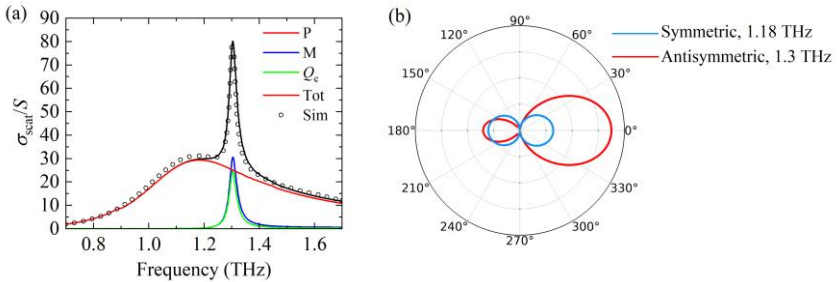 (a)
90
80
70
60
50
40
30
20
10
0
σscat/S
P
M
Qe
Tot
Sim
0.8 1.0 1.2 1.4 1.6
Frequency (THz)
(b)
90°
120° 60°
150° 30°
180° 0°
210° 330°
240° 300°
270°
Symmetric, 1.18 THz
Antisymmetric, 1.3 THz